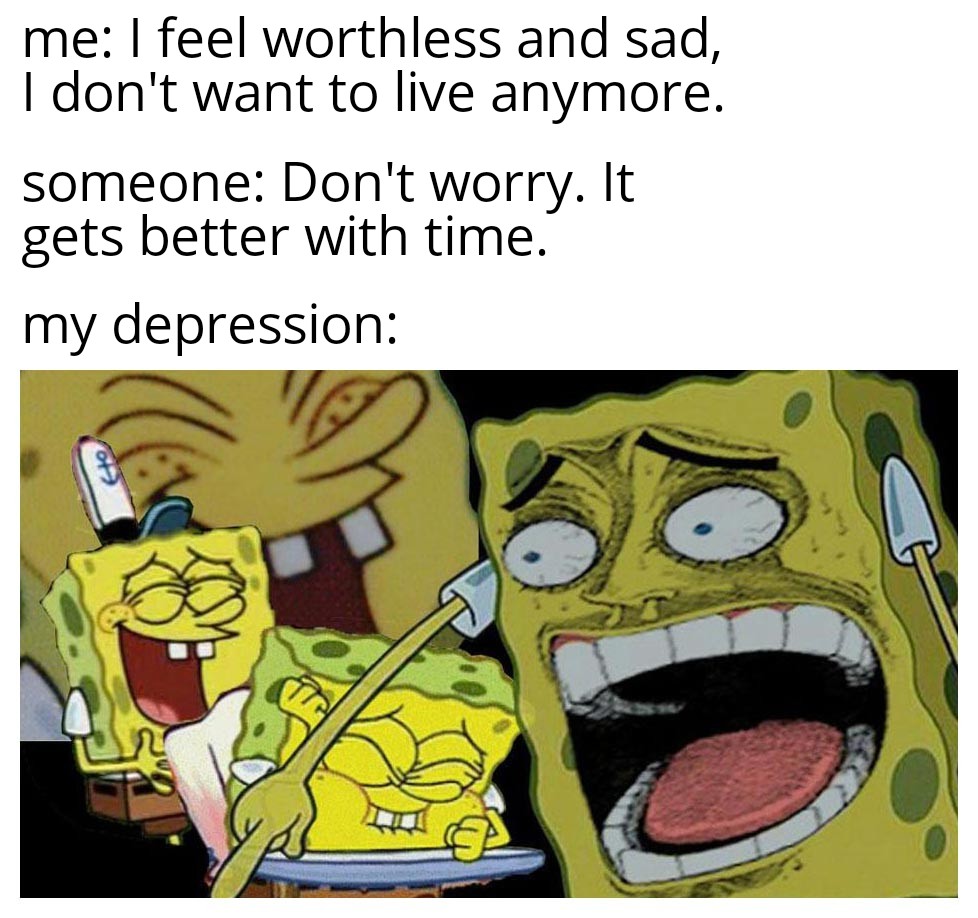 me: I feel worthless and sad,
I don't want to live anymore.
someone: Don't worry. It
gets better with time.
my depression: